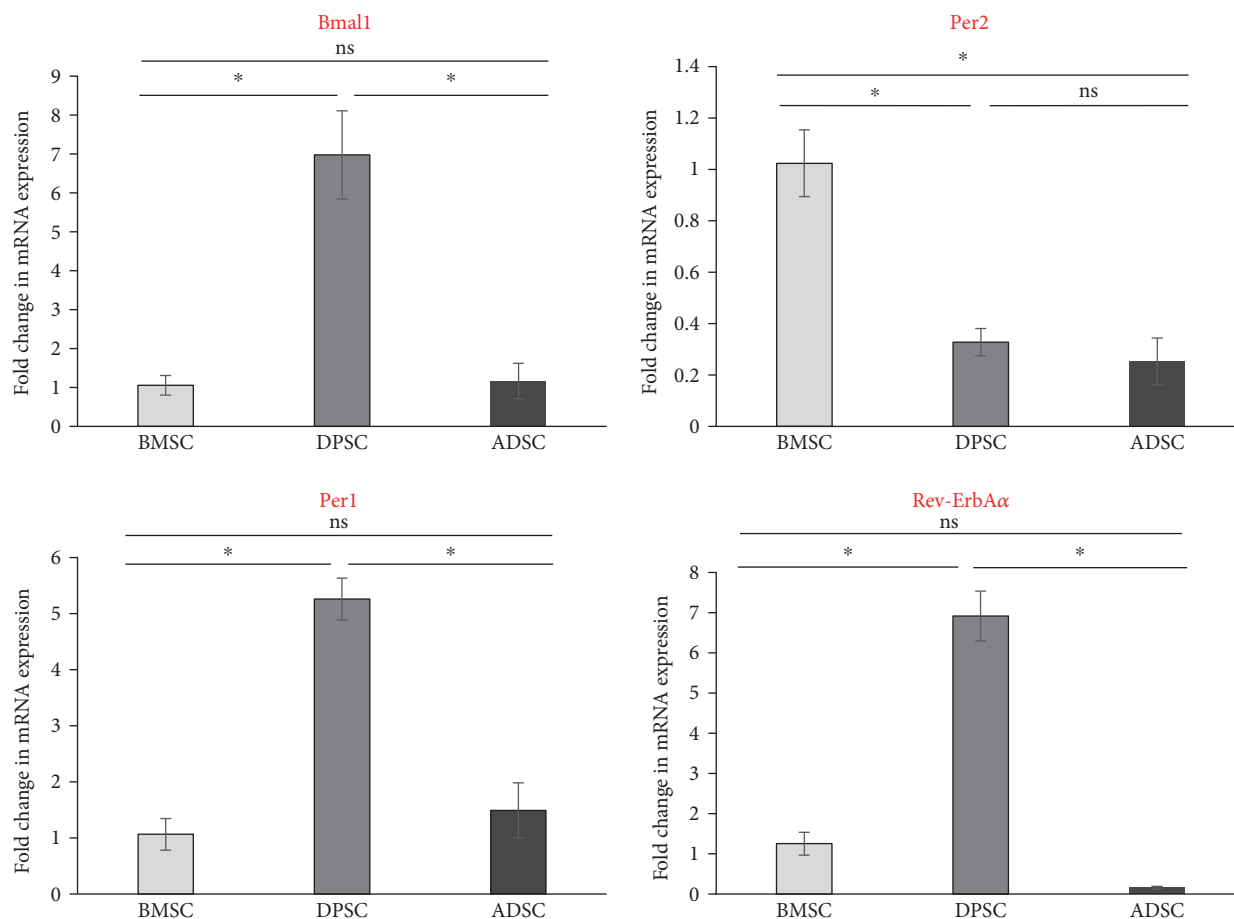 Bmal1
ns
*
*
Fold change in mRNA expression
9
8
7
6
5
4
3
2
1
0
BMSC
DPSC
ADSC
Per2
*
*
ns
Fold change in mRNA expression
1.4
1.2
1
0.8
0.6
0.4
0.2
0
BMSC
DPSC
ADSC
Per1
ns
*
*
Fold change in mRNA expression
6
5
4
3
2
1
0
BMSC
DPSC
ADSC
Rev-ErbAα
ns
*
*
Fold change in mRNA expression
8
7
6
5
4
3
2
1
0
BMSC
DPSC
ADSC